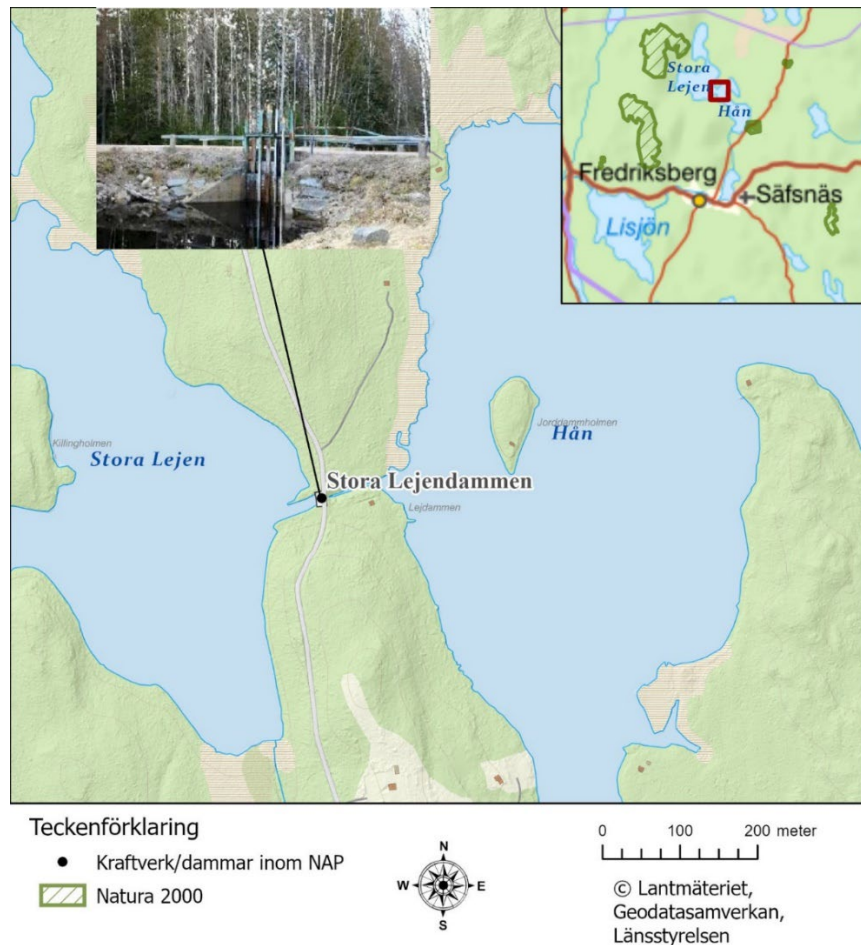 Stora
Lejen
Hån
Fredriksberg
Säfsnäs
Lisjön
Killingholmen
Stora Lejen
Jorddammholmen
Hån
Stora Lejendammen
Lejdammen
Teckenförklaring
Kraftverk/dammar inom NAP
Natura 2000
N
W
E
S
0 100 200 meter
© Lantmäteriet,
Geodatasamverkan,
Länsstyrelsen